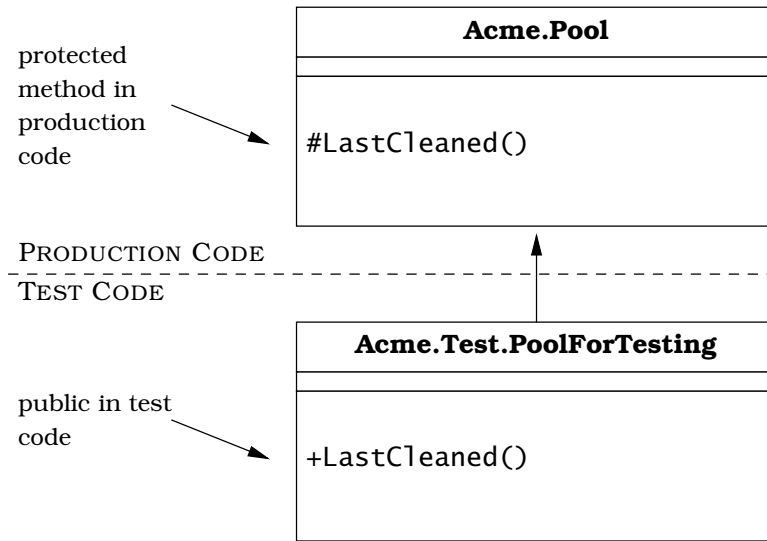 Acme.Pool
protected
method in
production
code
#LastCleaned()
PRODUCTION CODE
TEST CODE
Acme.Test.PoolForTesting
public in test
code
+LastCleaned()